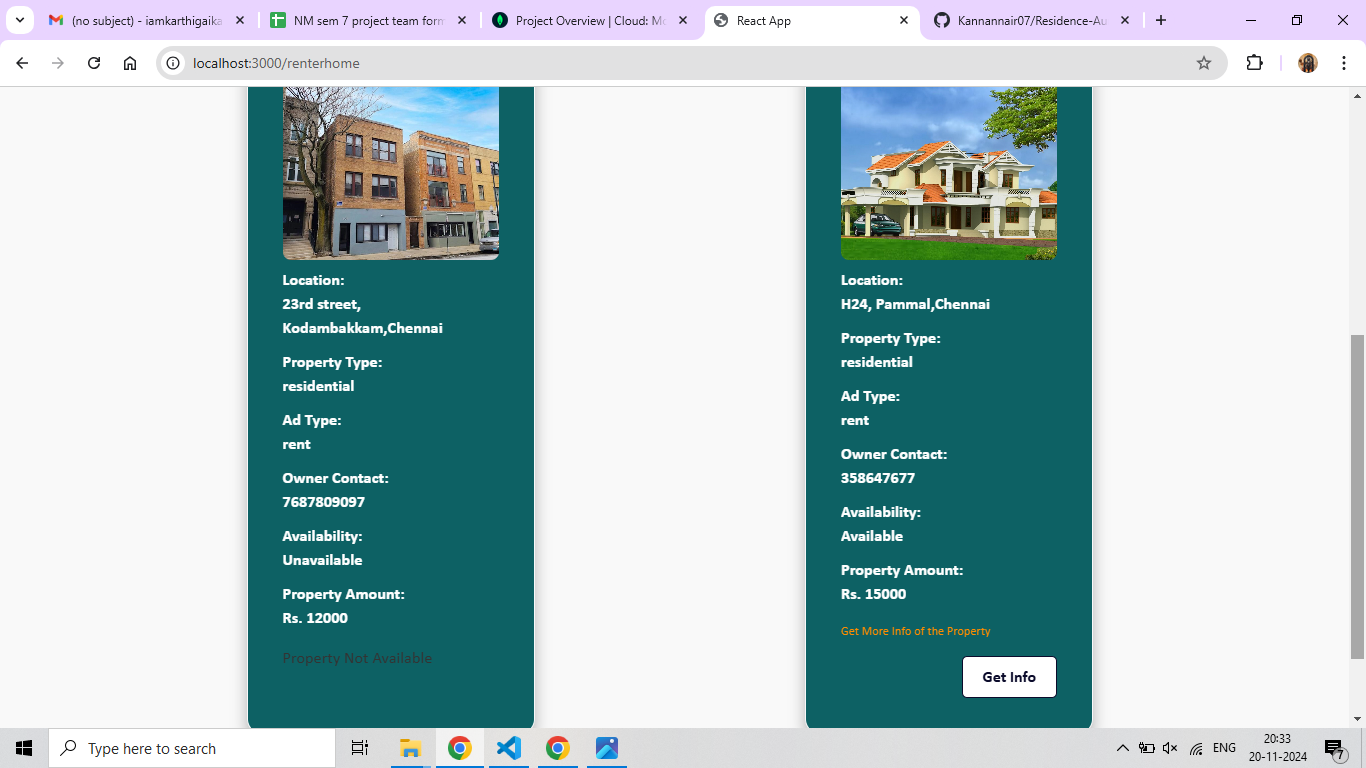 (no subject) - iamkarthigaika
NM sem 7 project team form
Project Overview | Cloud: Mo
React App
Kannannair07/Residence-Au
localhost:3000/renterhome
Location:
23rd street,
Kodambakkam,Chennai
Property Type:
residential
Ad Type:
rent
Owner Contact:
7687809097
Availability:
Unavailable
Property Amount:
Rs. 12000
Property Not Available
Location:
H24, Pammal,Chennai
Property Type:
residential
Ad Type:
rent
Owner Contact:
358647677
Availability:
Available
Property Amount:
Rs. 15000
Get More Info of the Property
Get Info
Type here to search
ENG
20:33
20-11-2024
7